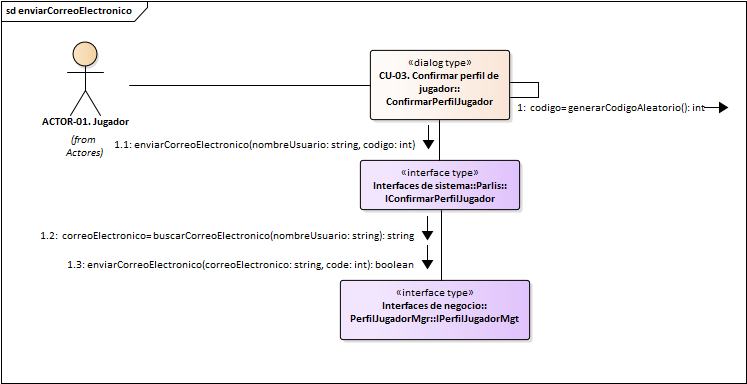 sd enviarCorreoElectronico
«dialog type»
CU-03. Confirmar perfil de
jugador::
ConfirmarPerfilJugador
1: codigo= generarCodigoAleatorio(): int
ACTOR-01. Jugador
(from
Actores)
1.1: enviarCorreoElectronico(nombreUsuario: string, codigo: int)
«interface type»
Interfaces de sistema::Parlis::
IConfirmarPerfilJugador
1.2: correoElectronico= buscarCorreoElectronico(nombreUsuario: string): string
1.3: enviarCorreoElectronico(correoElectronico: string, code: int): boolean
«interface type»
Interfaces de negocio::
PerfilJugadorMgr::IPerfilJugadorMgt